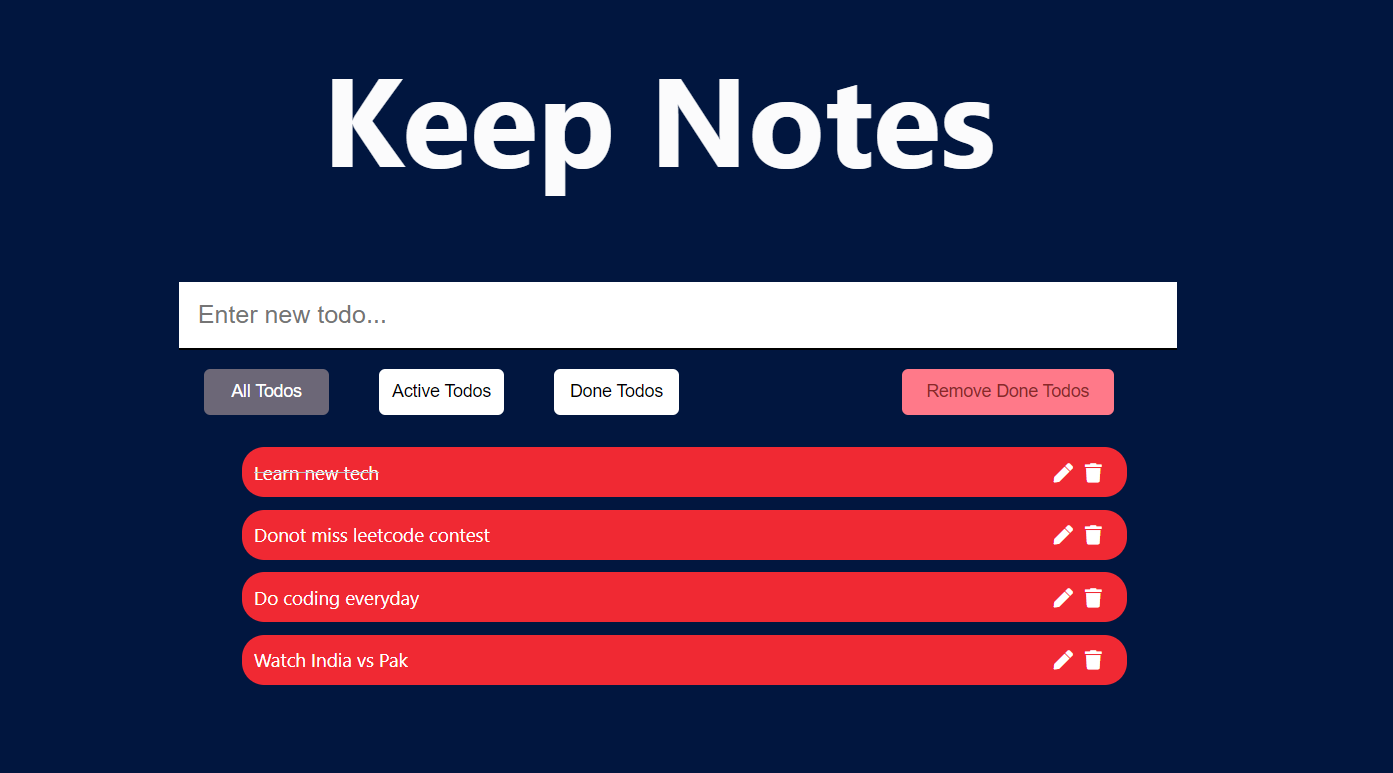 Keep Notes
Enter new todo...
All Todos Active Todos Done Todos Remove Done Todos
Learn new tech
Donot miss leetcode contest
Do coding everyday
Watch India vs Pak